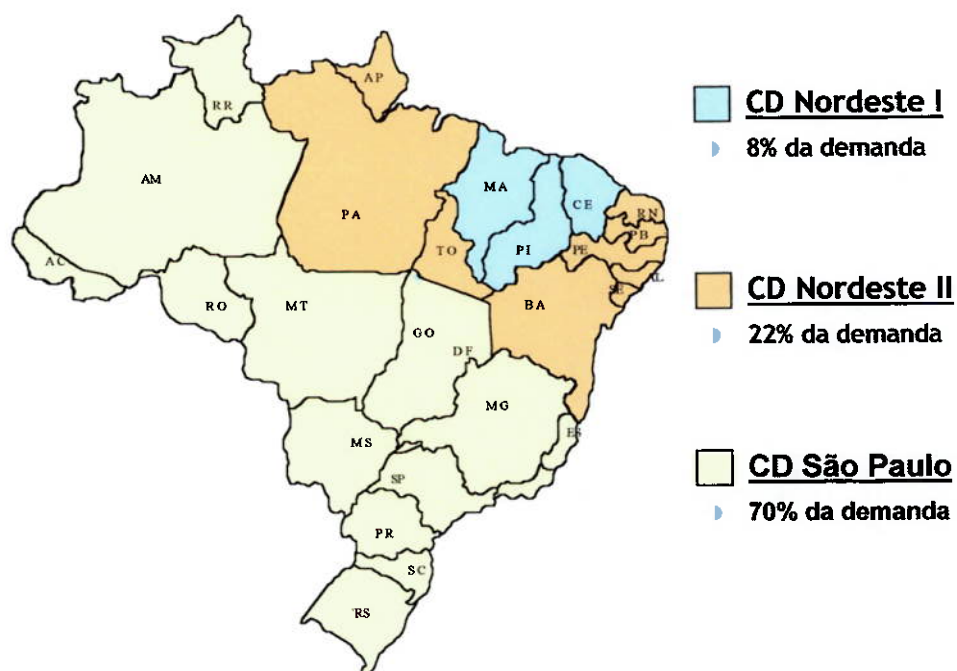 AP
RR
CD Nordeste I
8% da demanda
AM
MA
CE
PA
RN
PB
TO
PI
PE
AC
AL
SE
CD Nordeste II
RO
MT
BA
22% da demanda
GO
DF
MG
ES
MS
CD São Paulo
SP
70% da demanda
PR
SC
RS